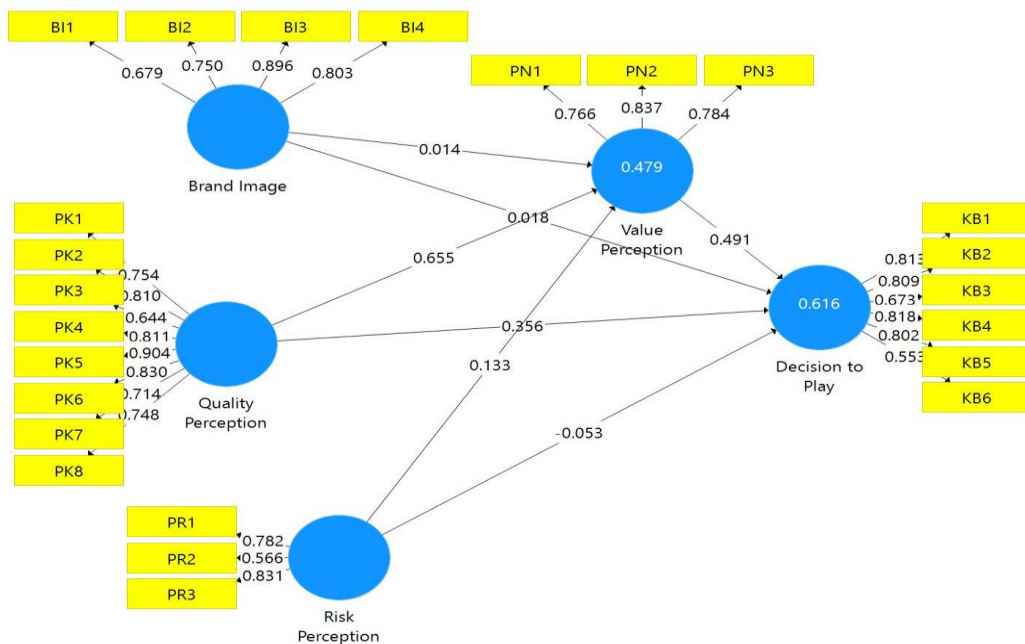 BI1
BI2
BI3
BI4
0.679
0.750
0.896
0.803
Brand Image
PN1
PN2
PN3
0.766
0.837
0.784
0.479
Value
Perception
0.014
0.018
0.655
0.491
0.356
0.133
-0.053
PK1
PK2
PK3
PK4
PK5
PK6
PK7
PK8
0.754
0.810
0.644
0.811
0.904
0.830
0.714
0.748
Quality
Perception
KB1
KB2
KB3
KB4
KB5
KB6
0.813
0.809
0.673
0.818
0.802
0.553
0.616
Decision to
Play
PR1
PR2
PR3
0.782
0.566
0.831
Risk
Perception